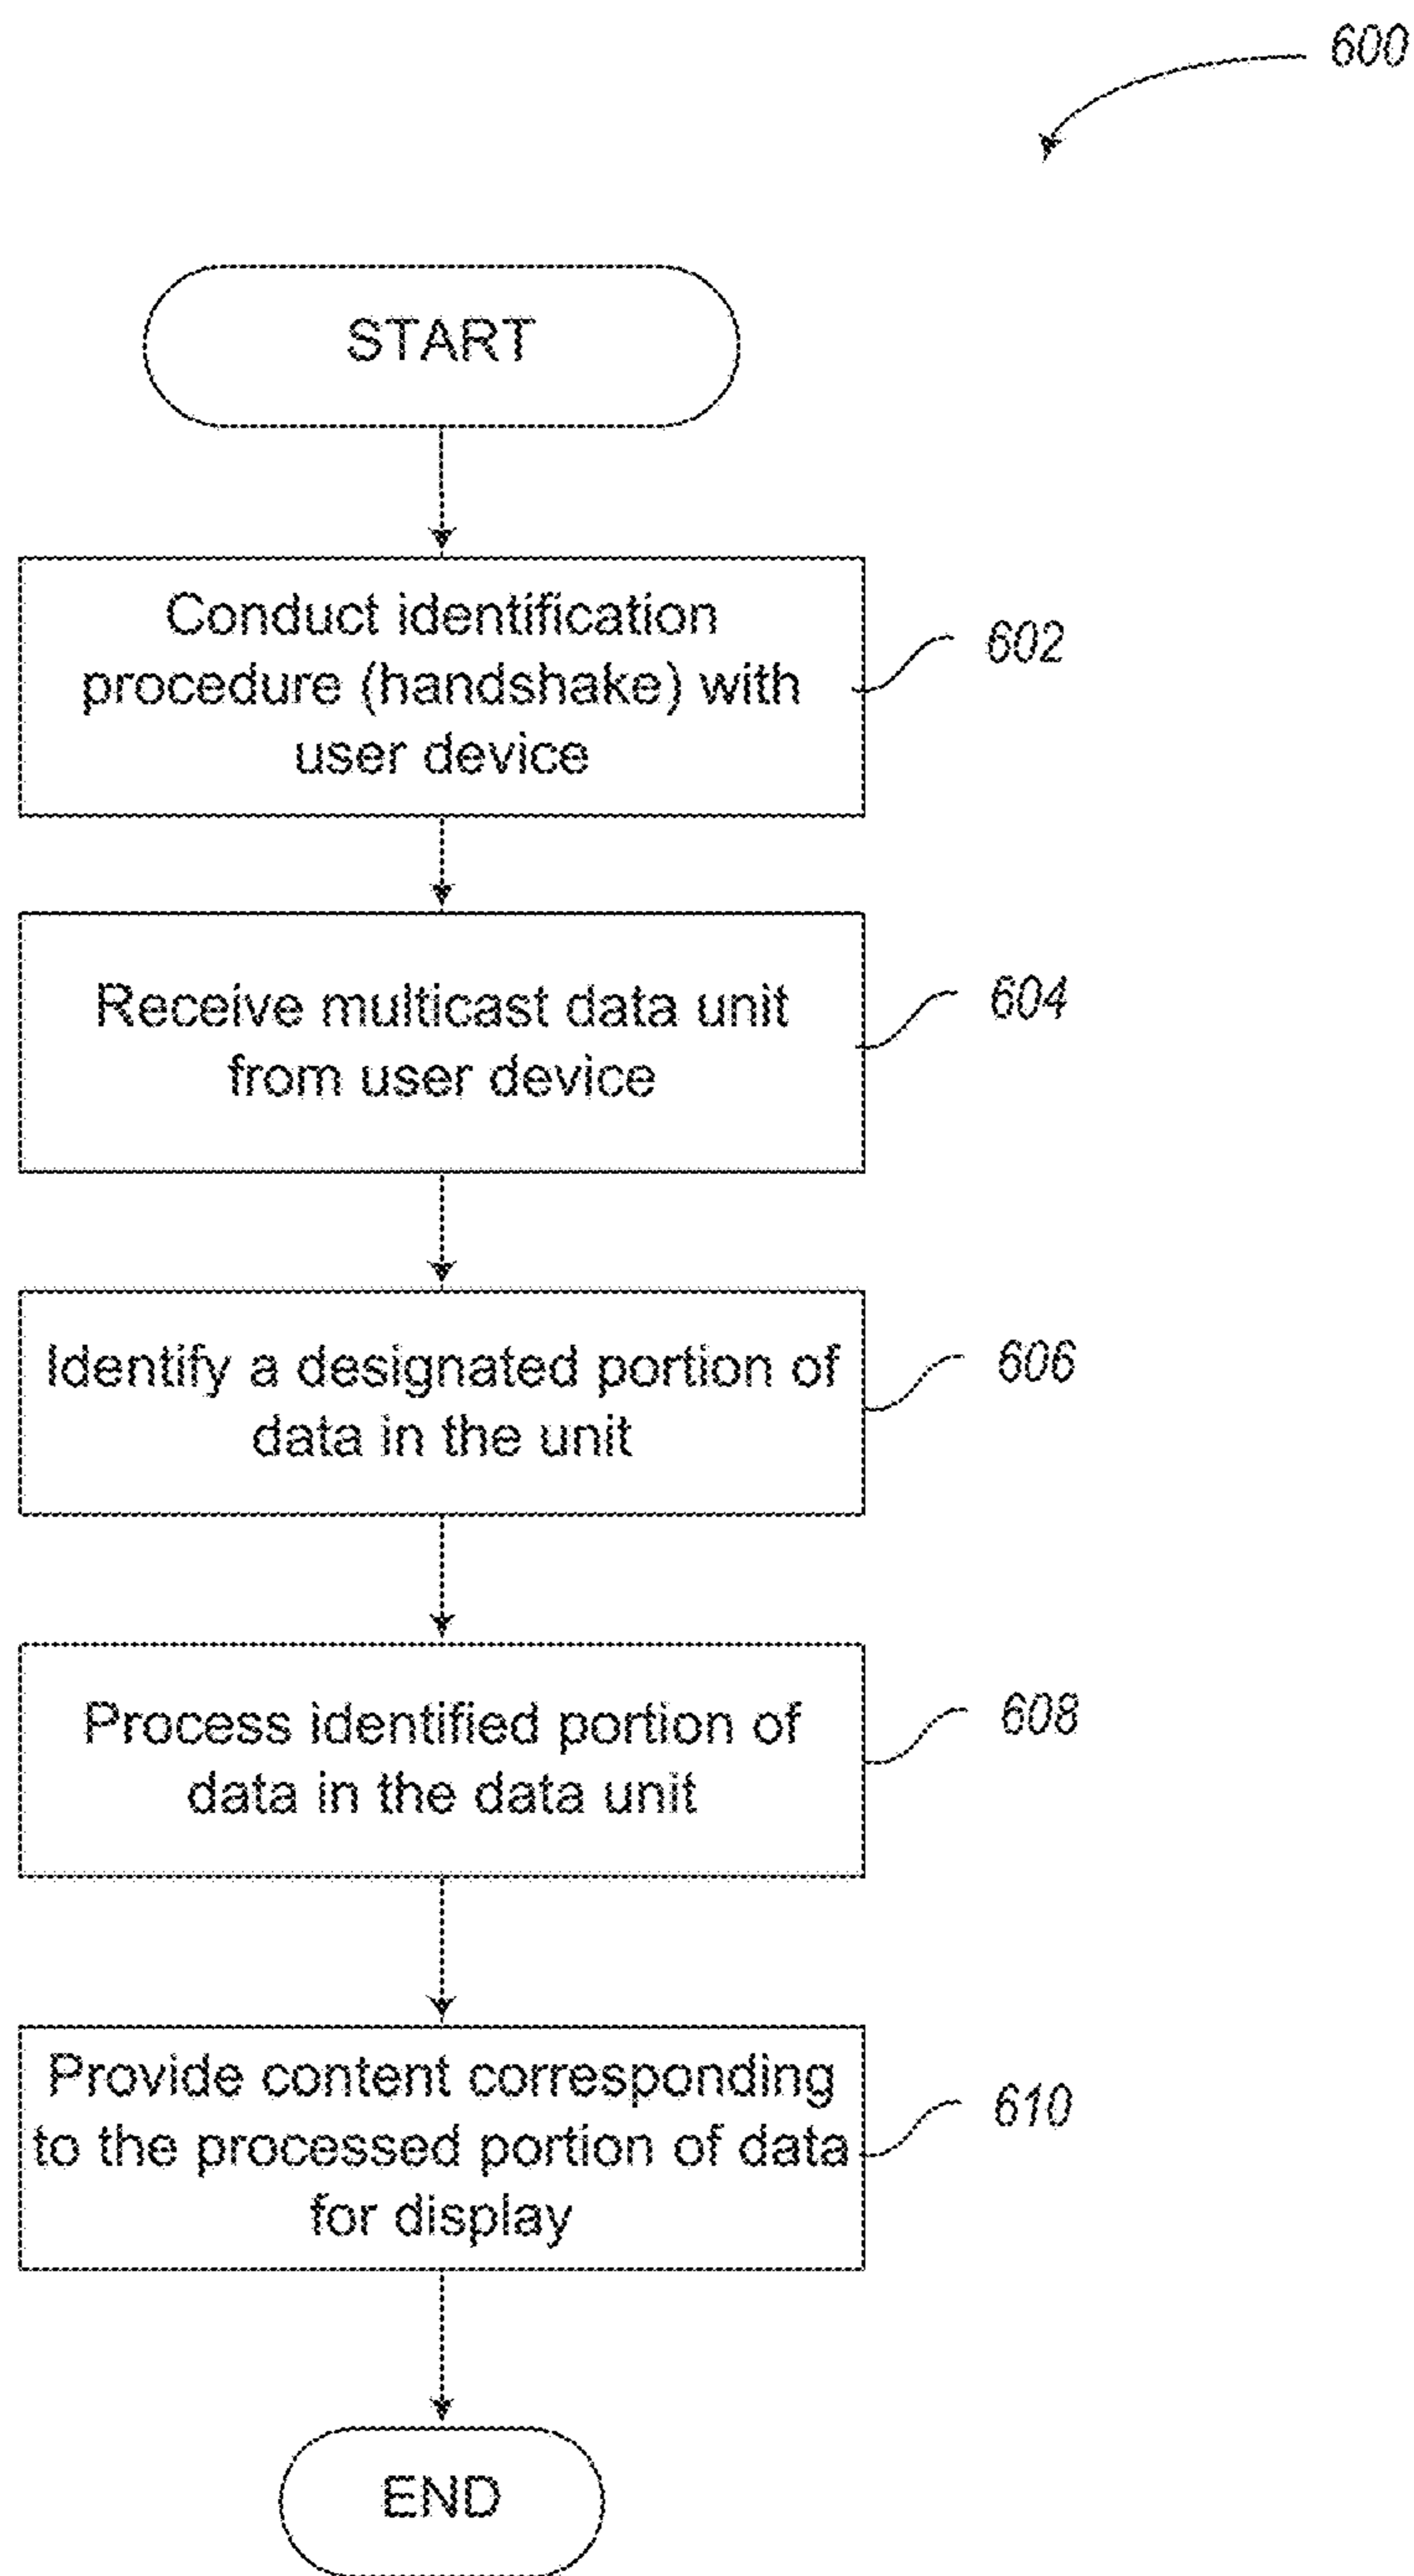 600
START
Conduct identification
procedure (handshake) with
user device
602
Receive multicast data unit
from user device
604
Identify a designated portion of
data in the unit
606
Process identified portion of
data in the data unit
608
Provide content corresponding
to the processed portion of data
for display
610
END